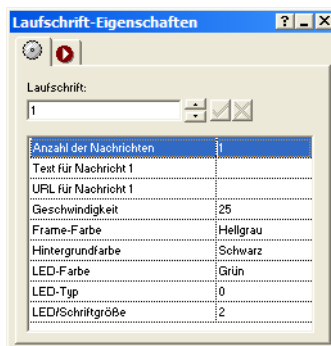 Laufschrift-Eigenschaften
Laufschrift:
1
Anzahl der Nachrichten 1
Text für Nachricht 1
URL für Nachricht 1
Geschwindigkeit 25
Frame-Farbe Hellgrau
Hintergrundfarbe Schwarz
LED-Farbe Grün
LED-Typ 0
LED/Schriftgröße 2